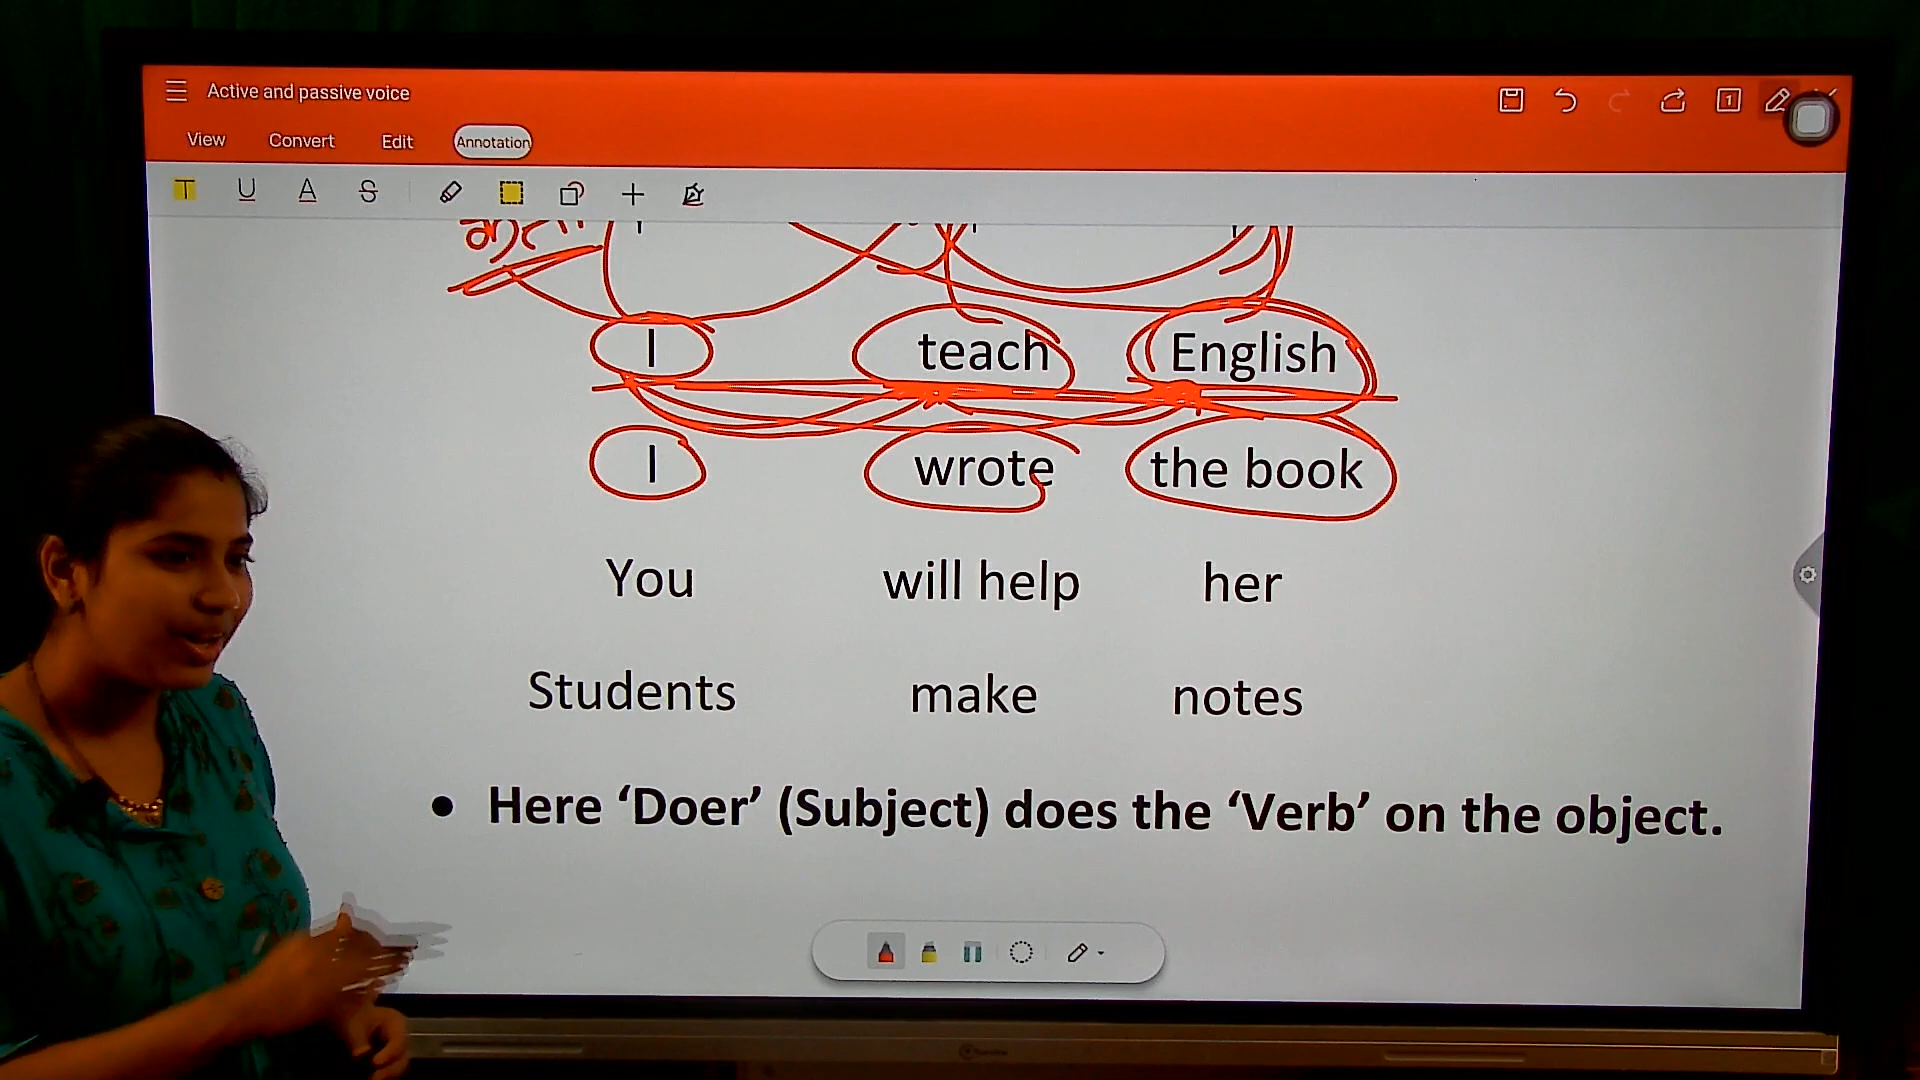 Active and passive voice
View Convert Edit Annotation
I teach English
I wrote the book
You will help her
Students make notes
• Here ‘Doer’ (Subject) does the ‘Verb’ on the object.